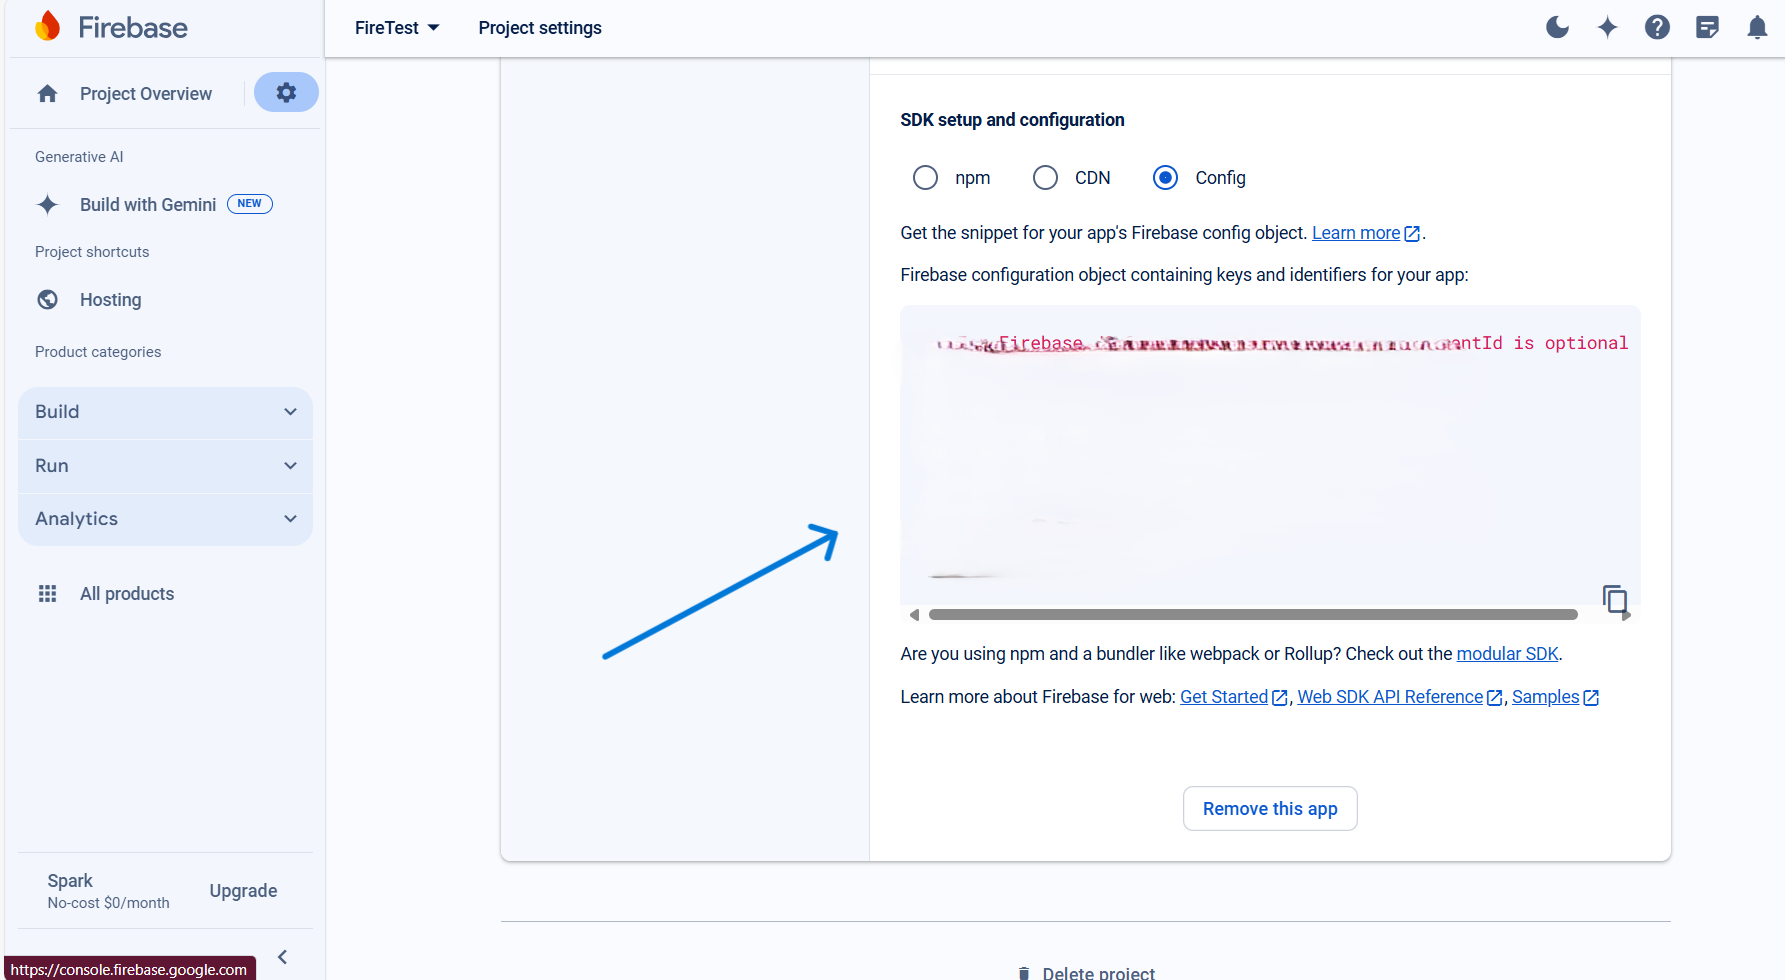 Firebase
FireTest
Project settings
Project Overview
Generative AI
Build with Gemini NEW
Project shortcuts
Hosting
Product categories
Build
Run
Analytics
All products
Spark
No-cost $0/month
Upgrade
https://console.firebase.google.com
SDK setup and configuration
npm CDN Config
Get the snippet for your app's Firebase config object. Learn more.
Firebase configuration object containing keys and identifiers for your app:
Firebase is optional
Are you using npm and a bundler like webpack or Rollup? Check out the modular SDK.
Learn more about Firebase for web: Get Started, Web SDK API Reference, Samples
Remove this app
Delete project